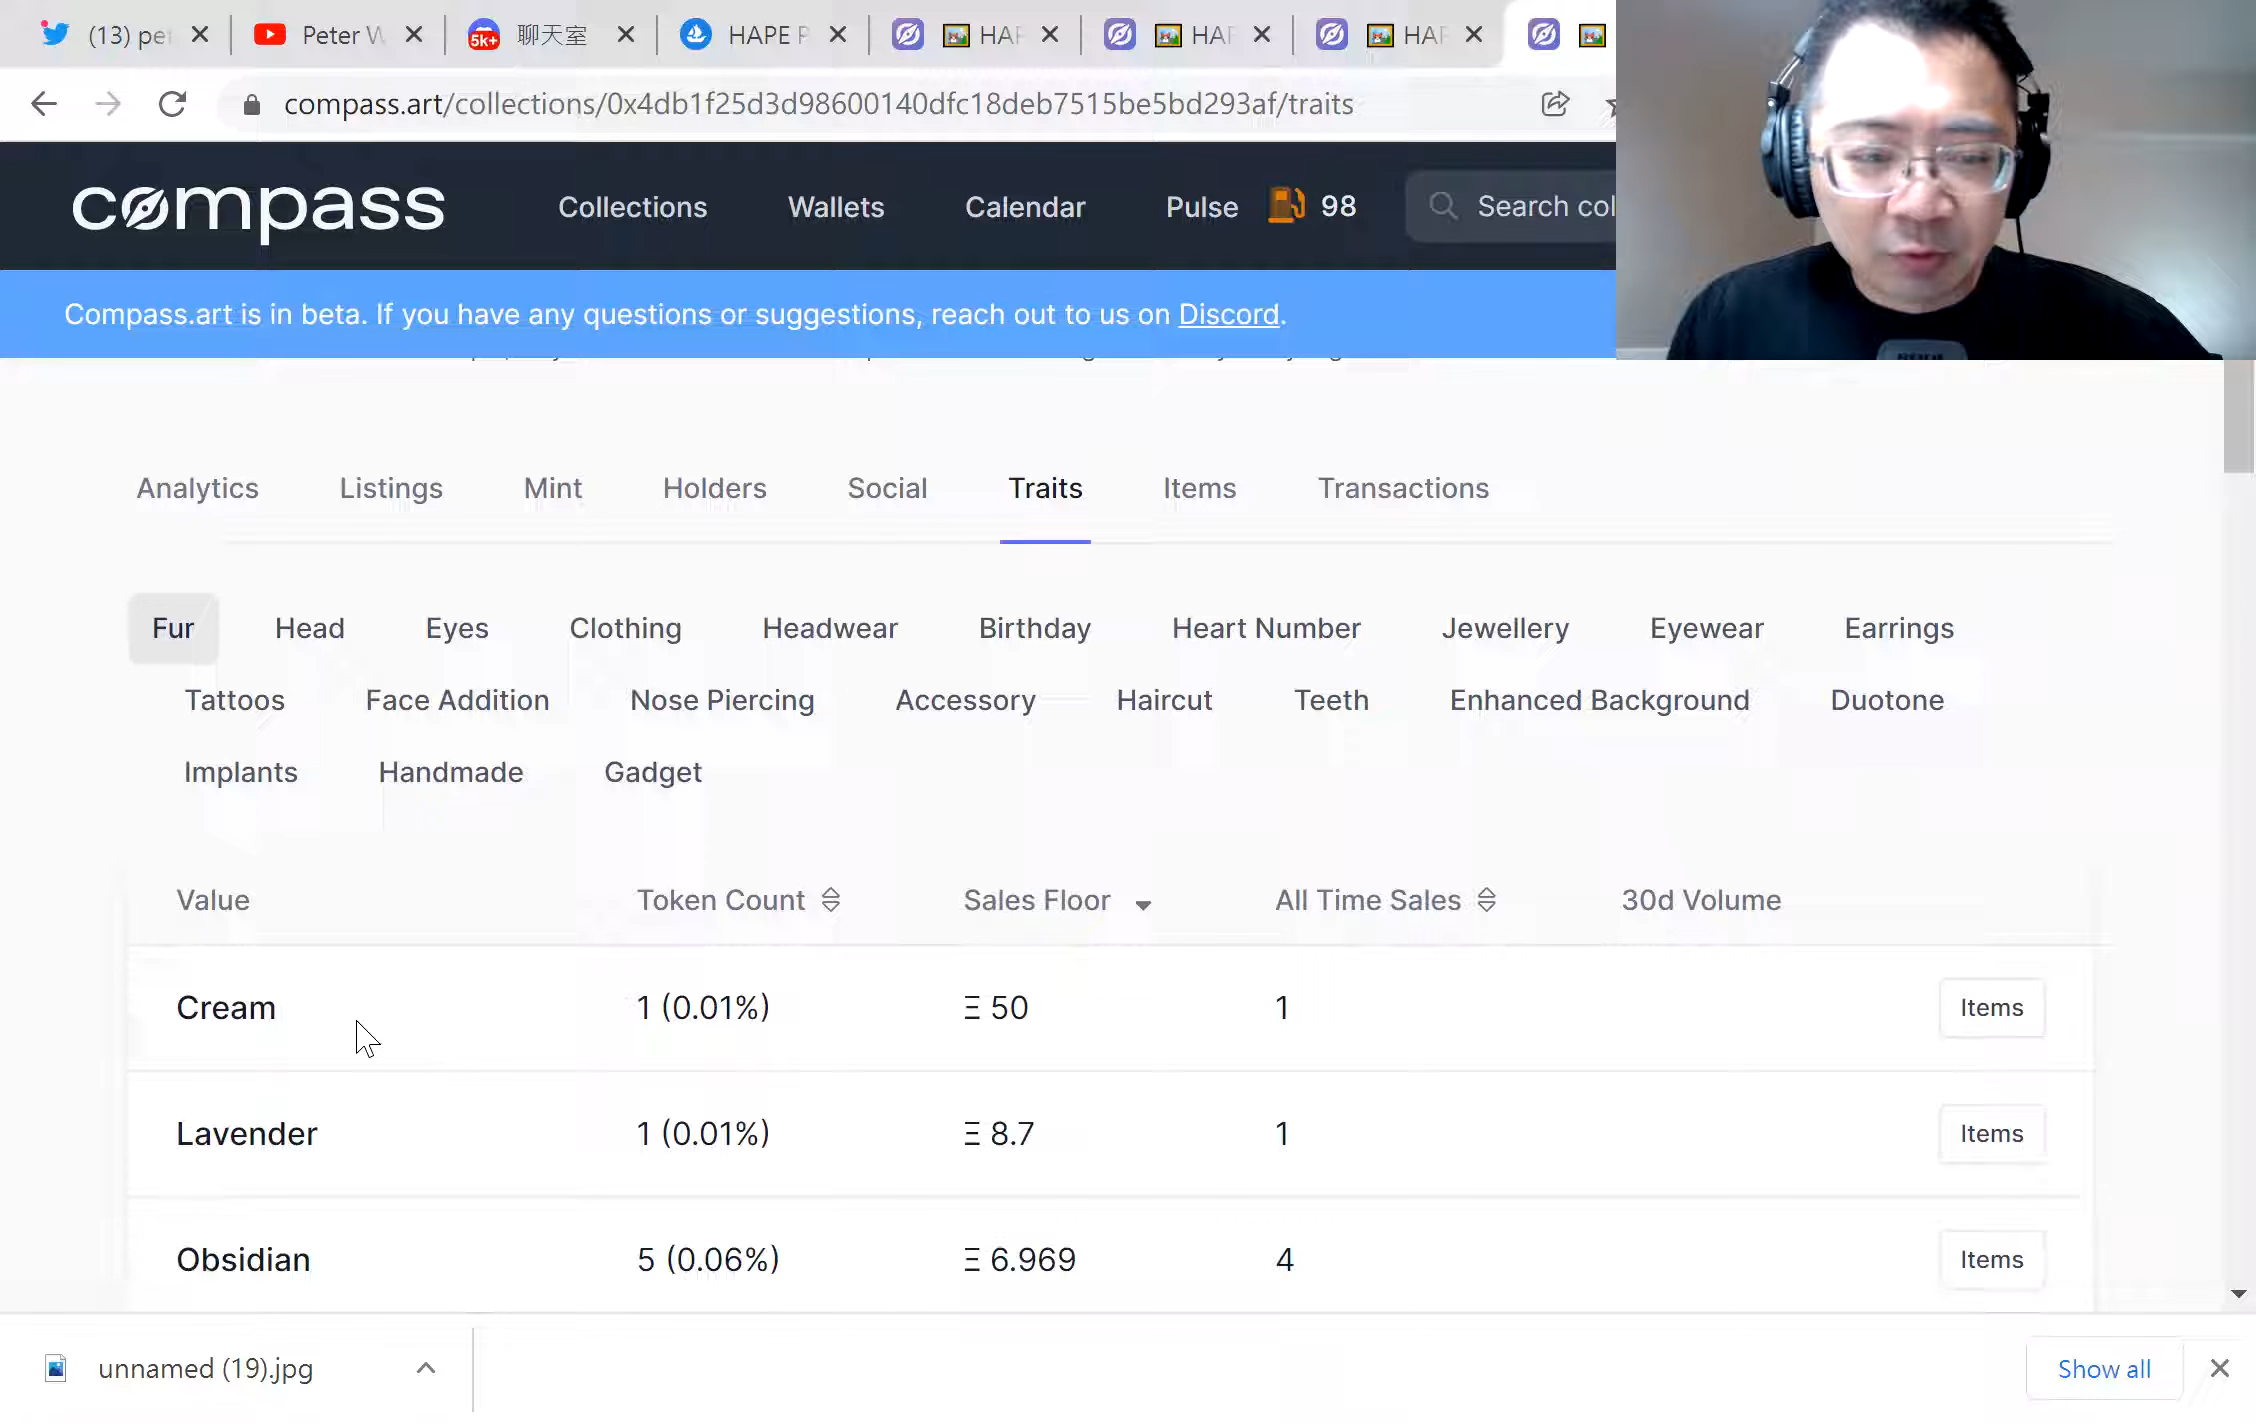 (13) pe
Peter W
5k+
聊天室
HAPE P
HAP
HAP
HAP
compass.art/collections/0x4db1f25d3d98600140dfc18deb7515be5bd293af/traits
compass
Collections
Wallets
Calendar
Pulse
98
Search col
Compass.art is in beta. If you have any questions or suggestions, reach out to us on Discord.
Analytics
Listings
Mint
Holders
Social
Traits
Items
Transactions
Fur
Head
Eyes
Clothing
Headwear
Birthday
Heart Number
Jewellery
Eyewear
Earrings
Tattoos
Face Addition
Nose Piercing
Accessory
Haircut
Teeth
Enhanced Background
Duotone
Implants
Handmade
Gadget
Value
Token Count
Sales Floor
All Time Sales
30d Volume
Cream
1 (0.01%)
Ξ 50
1
Items
Lavender
1 (0.01%)
Ξ 8.7
1
Items
Obsidian
5 (0.06%)
Ξ 6.969
4
Items
unnamed (19).jpg
Show all